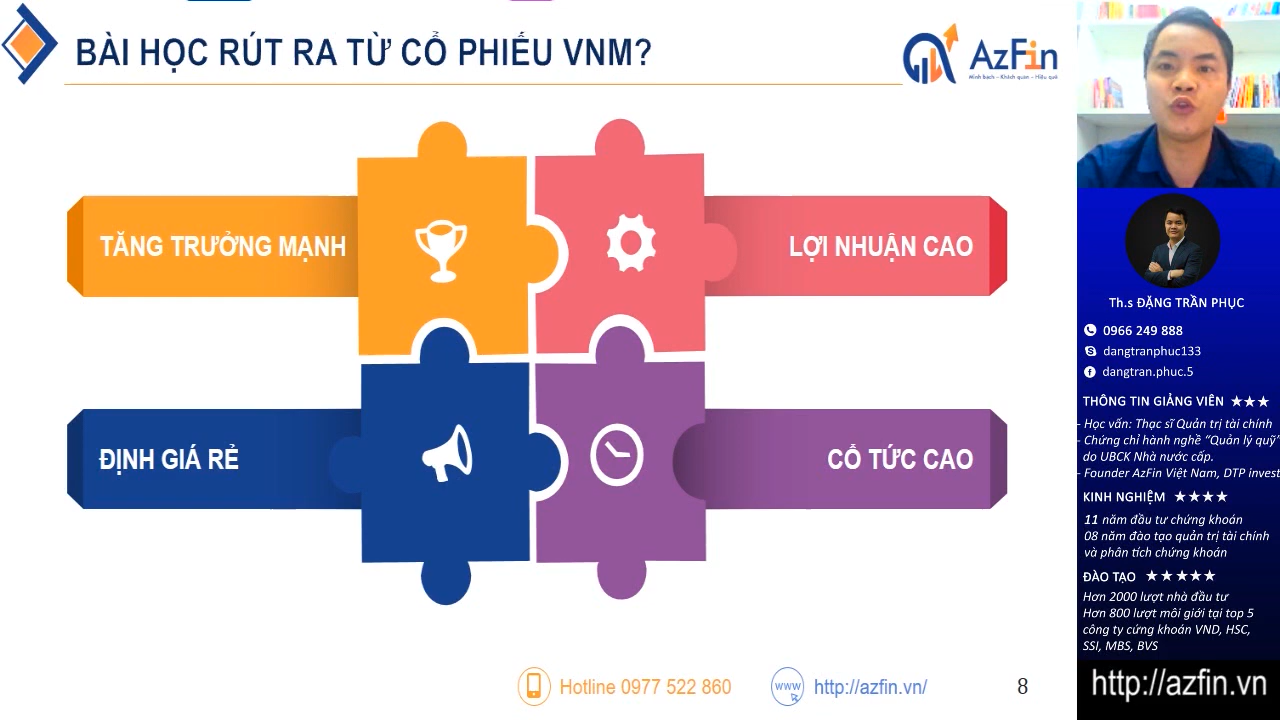 BÀI HỌC RÚT RA TỪ CỔ PHIẾU VNM?
AzFin
Minh bạch – Khách quan – Hiệu quả
TĂNG TRƯỞNG MẠNH
LỢI NHUẬN CAO
ĐỊNH GIÁ RẺ
CỔ TỨC CAO
Hotline 0977 522 860
www
http://azfin.vn/
8
Th.s ĐẶNG TRẦN PHỤC
0966 249 888
dangtranphuc133
dangtran.phuc.5
THÔNG TIN GIẢNG VIÊN ★★★
- Học vấn: Thạc sĩ Quản trị tài chính
- Chứng chỉ hành nghề “Quản lý quỹ”
do UBCK Nhà nước cấp.
- Founder AzFin Việt Nam, DTP invest
KINH NGHIỆM ★★★★
11 năm đầu tư chứng khoán
08 năm đào tạo quản trị tài chính
và phân tích chứng khoán
ĐÀO TẠO ★★★★★
Hơn 2000 lượt nhà đầu tư
Hơn 800 lượt môi giới tại top 5
công ty cứng khoán VND, HSC,
SSI, MBS, BVS
http://azfin.vn